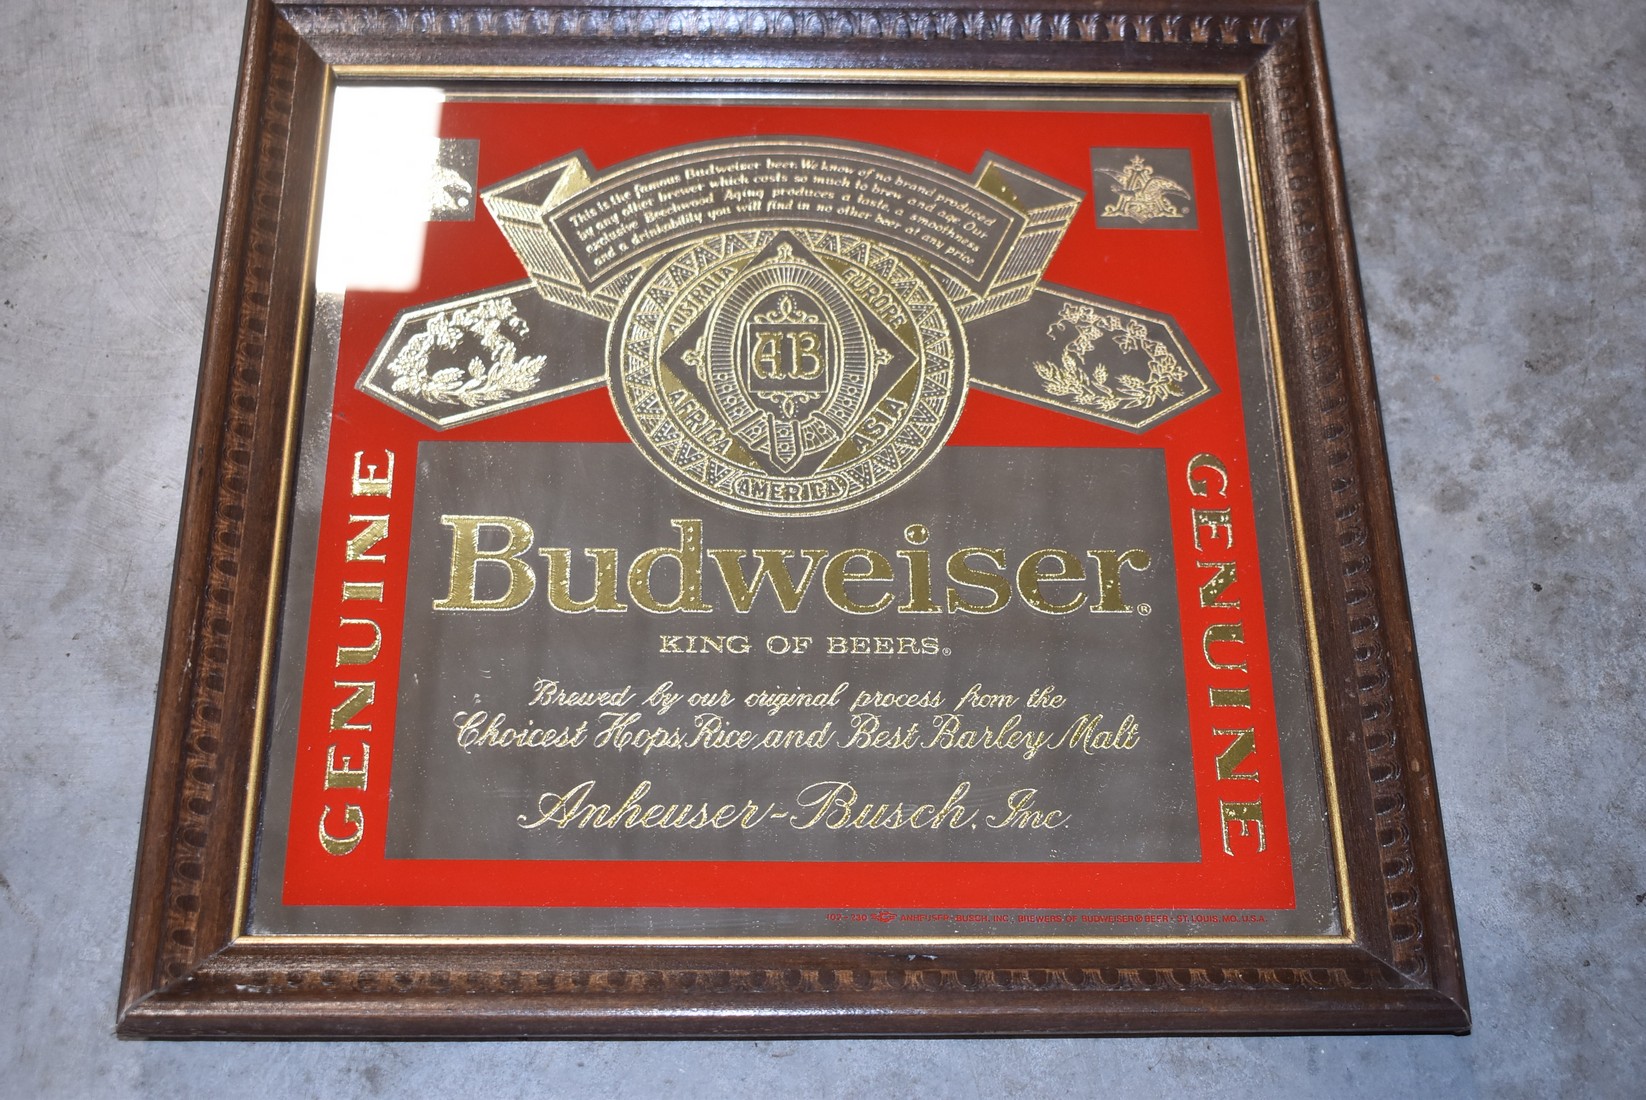 This is the famous Budweiser beer. We know of no brand produced
by any other brewer which costs so much to brew and age. Our
exclusive Beechwood Aging produces a taste, a smoothness
and a drinkability you will find in no other beer at any price.
AUSTRALIA
EUROPE
AB
AFRICA
ASIA
AMERICA
GENUINE
GENUINE
Budweiser®
KING OF BEERS®
Brewed by our original process from the
Choicest Hops, Rice and Best Barley Malt
Anheuser-Busch, Inc.
ANHEUSER-BUSCH, INC., BREWERS OF BUDWEISER® BEER · ST. LOUIS, MO. U.S.A.